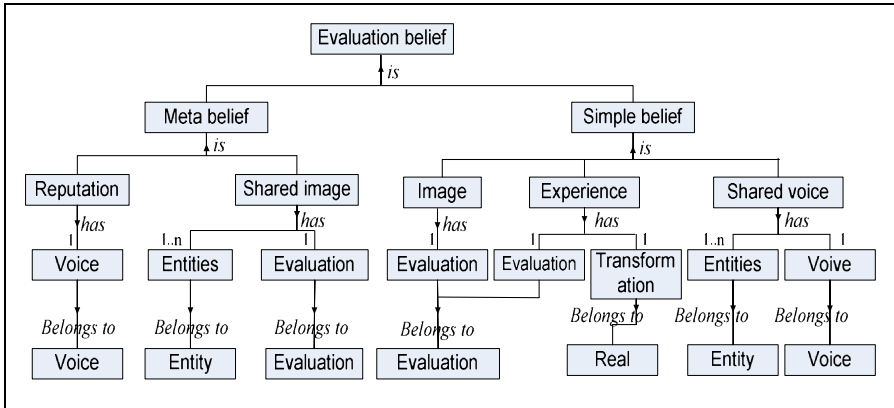 Evaluation belief
is
Meta belief
Simple belief
is
is
Reputation
Shared image
Image
Experience
Shared voice
has
has
has
has
has
1
1..n
1
1
1
1
1..n
1
Voice
Entities
Evaluation
Evaluation
Evaluation
Transform
ation
Entities
Voive
Belongs to
Belongs to
Belongs to
Belongs to
Belongs to
Belongs to
Belongs to
Voice
Entity
Evaluation
Evaluation
Real
Entity
Voice